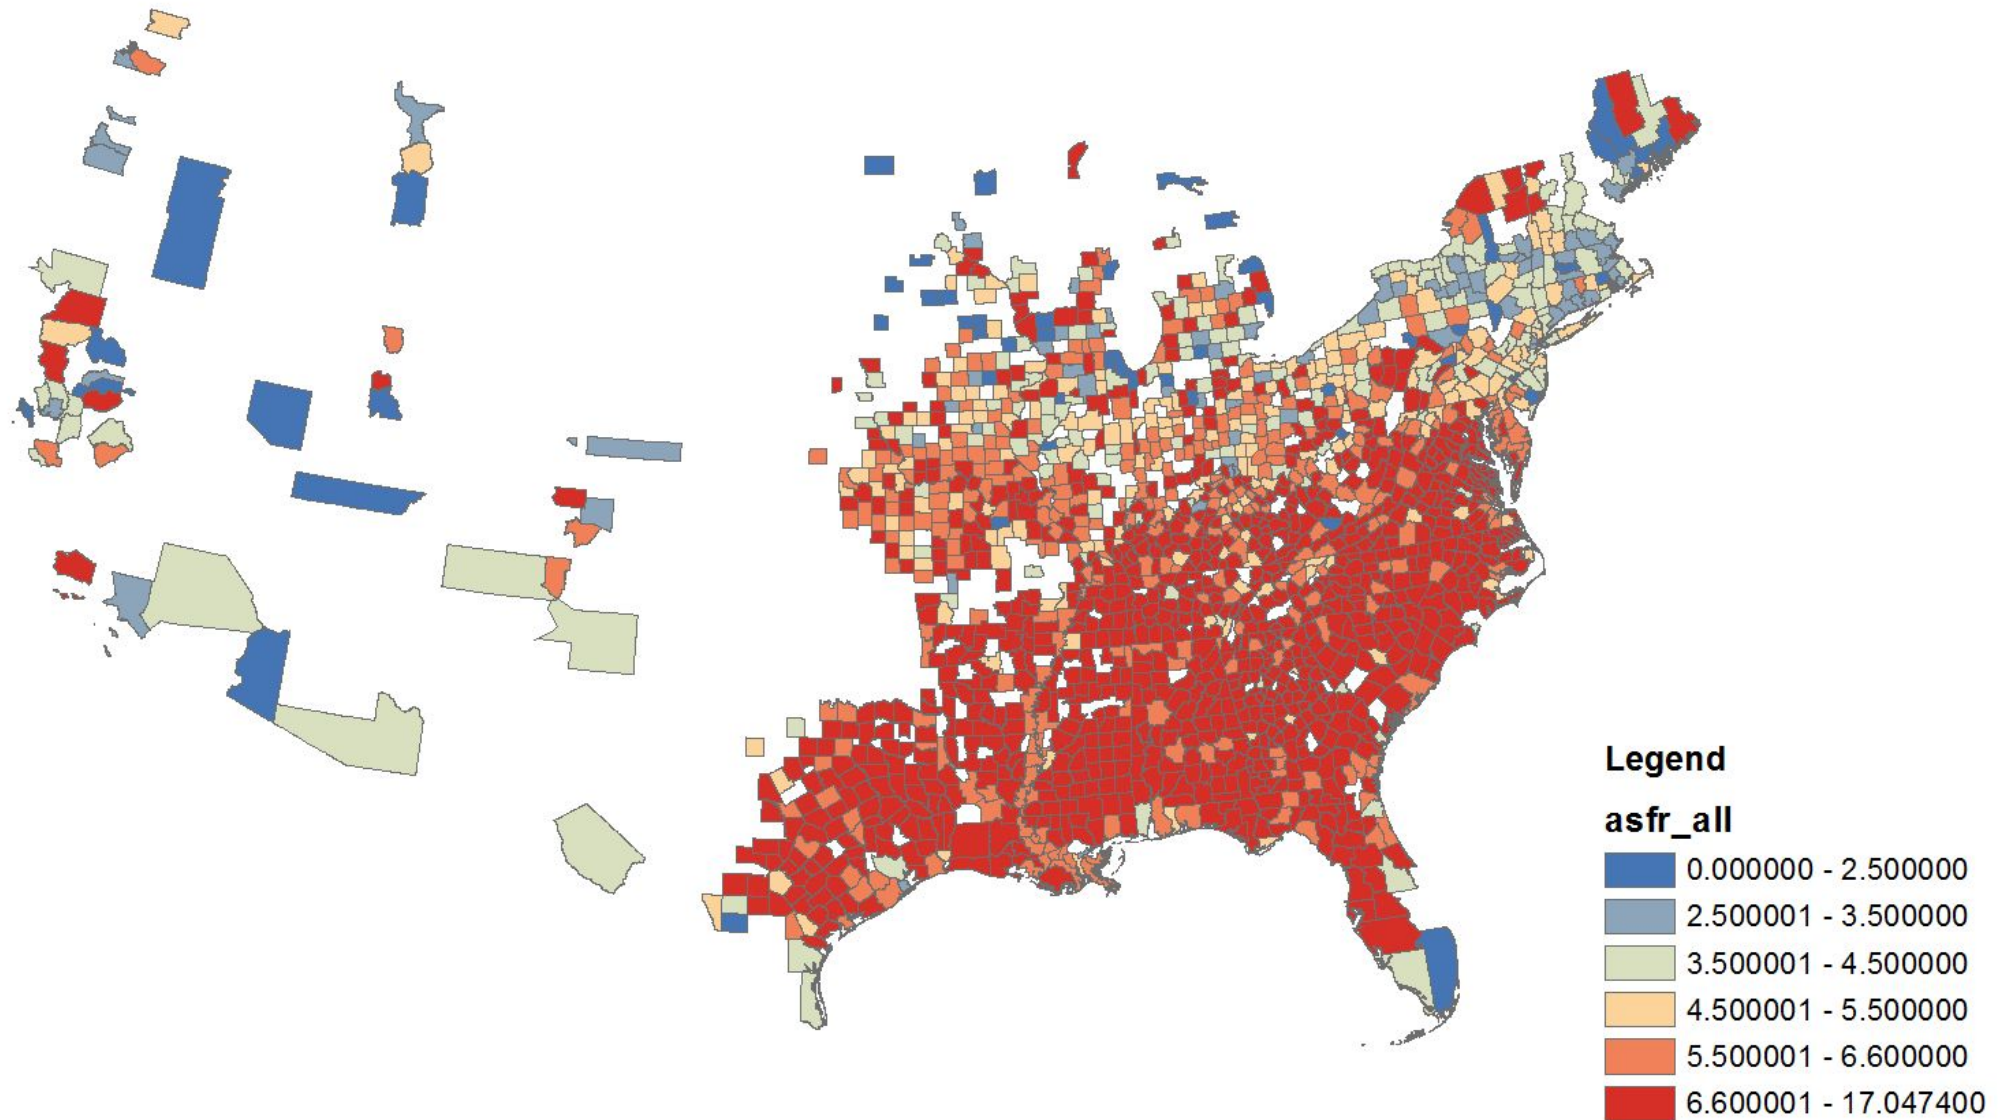 Legend
asfr_all
0.000000 - 2.500000
2.500001 - 3.500000
3.500001 - 4.500000
4.500001 - 5.500000
5.500001 - 6.600000
6.600001 - 17.047400